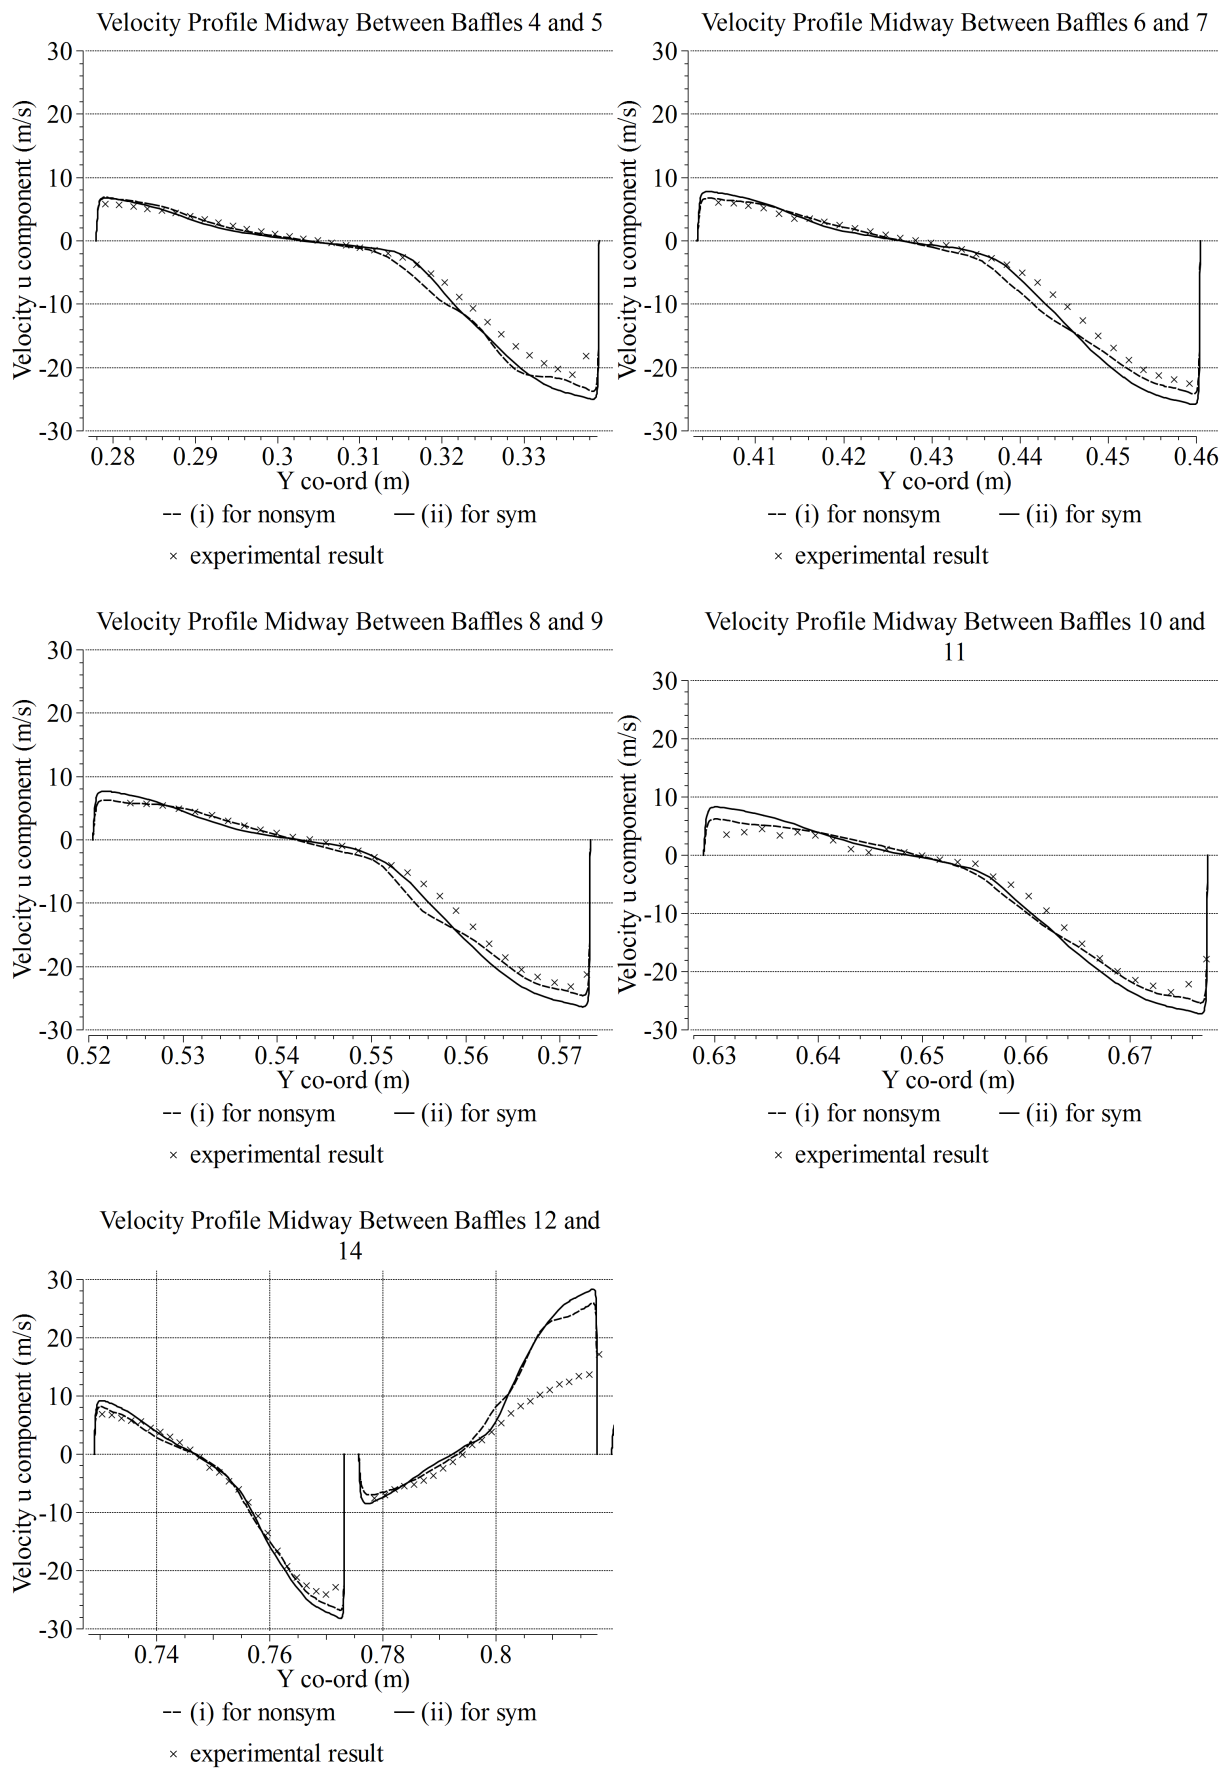 Velocity Profile Midway Between Baffles 4 and 5
Velocity u component (m/s)
30
20
10
0
-10
-20
-30
0.28 0.29 0.3 0.31 0.32 0.33
Y co-ord (m)
-- (i) for nonsym — (ii) for sym
× experimental result
Velocity Profile Midway Between Baffles 6 and 7
Velocity u component (m/s)
30
20
10
0
-10
-20
-30
0.41 0.42 0.43 0.44 0.45 0.46
Y co-ord (m)
-- (i) for nonsym — (ii) for sym
× experimental result
Velocity Profile Midway Between Baffles 8 and 9
Velocity u component (m/s)
30
20
10
0
-10
-20
-30
0.52 0.53 0.54 0.55 0.56 0.57
Y co-ord (m)
-- (i) for nonsym — (ii) for sym
× experimental result
Velocity Profile Midway Between Baffles 10 and
11
Velocity u component (m/s)
30
20
10
0
-10
-20
-30
0.63 0.64 0.65 0.66 0.67
Y co-ord (m)
-- (i) for nonsym — (ii) for sym
× experimental result
Velocity Profile Midway Between Baffles 12 and
14
Velocity u component (m/s)
30
20
10
0
-10
-20
-30
0.74 0.76 0.78 0.8
Y co-ord (m)
-- (i) for nonsym — (ii) for sym
× experimental result